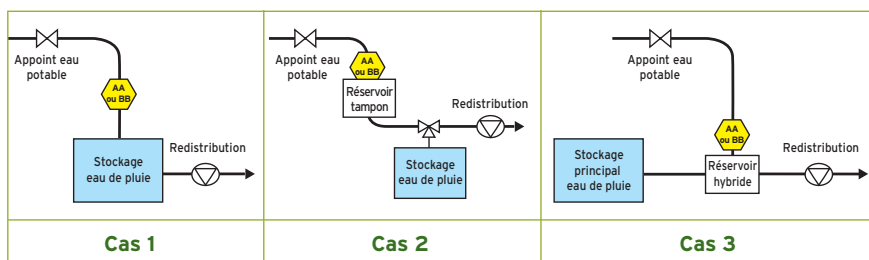 Appoint eau
potable
AA
ou BB
Stockage
eau de pluie
Redistribution
Cas 1
Appoint eau
potable
AA
ou BB
Réservoir
tampon
Redistribution
Stockage
eau de pluie
Cas 2
Appoint eau
potable
AA
ou BB
Stockage
principal
eau de pluie
Réservoir
hybride
Redistribution
Cas 3